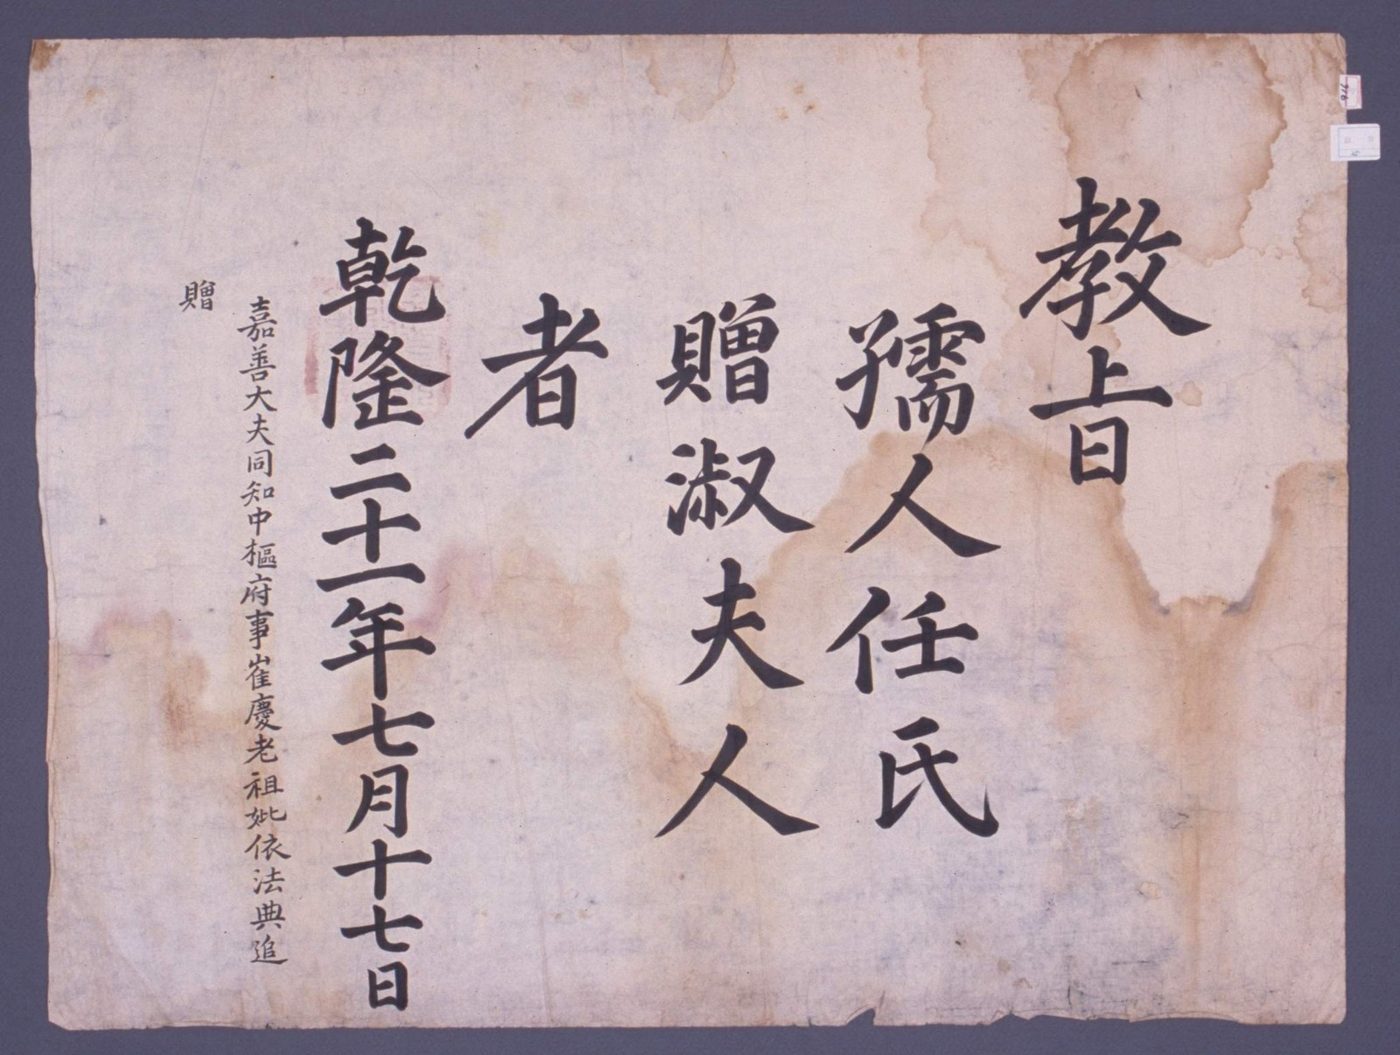 教旨
孺人任氏
贈淑夫人
者
乾隆二十一年七月十七日
嘉善大夫同知中樞府事崔慶老祖妣依法典追
贈